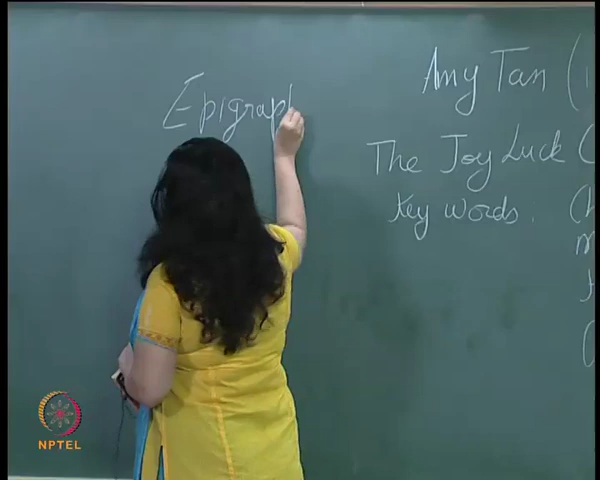 Epigraph
Amy Tan (
The Joy Luck (
Key words.
NPTEL